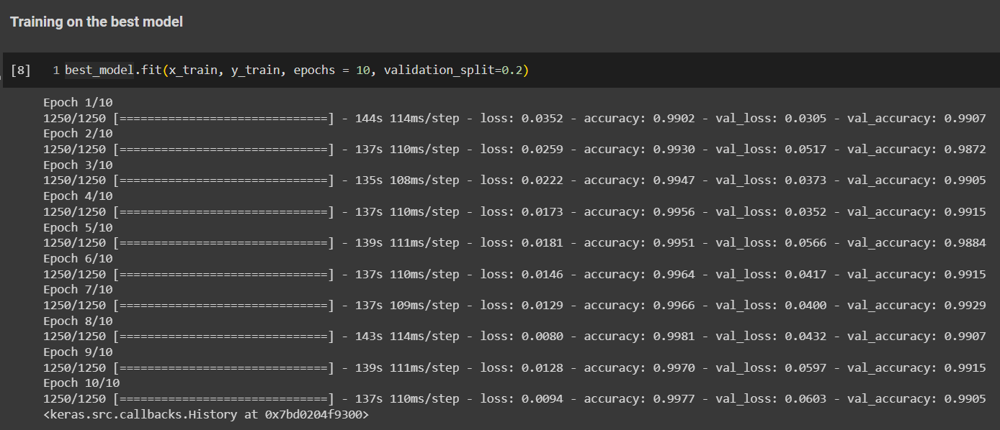 Training on the best model
[8] 1 best_model.fit(x_train, y_train, epochs = 10, validation_split=0.2)
Epoch 1/10
1250/1250 [==============================] - 144s 114ms/step - loss: 0.0352 - accuracy: 0.9902 - val_loss: 0.0305 - val_accuracy: 0.9907
Epoch 2/10
1250/1250 [==============================] - 137s 110ms/step - loss: 0.0259 - accuracy: 0.9930 - val_loss: 0.0517 - val_accuracy: 0.9872
Epoch 3/10
1250/1250 [==============================] - 135s 108ms/step - loss: 0.0222 - accuracy: 0.9947 - val_loss: 0.0373 - val_accuracy: 0.9905
Epoch 4/10
1250/1250 [==============================] - 137s 110ms/step - loss: 0.0173 - accuracy: 0.9956 - val_loss: 0.0352 - val_accuracy: 0.9915
Epoch 5/10
1250/1250 [==============================] - 139s 111ms/step - loss: 0.0181 - accuracy: 0.9951 - val_loss: 0.0566 - val_accuracy: 0.9884
Epoch 6/10
1250/1250 [==============================] - 137s 110ms/step - loss: 0.0146 - accuracy: 0.9964 - val_loss: 0.0417 - val_accuracy: 0.9915
Epoch 7/10
1250/1250 [==============================] - 137s 109ms/step - loss: 0.0129 - accuracy: 0.9966 - val_loss: 0.0400 - val_accuracy: 0.9929
Epoch 8/10
1250/1250 [==============================] - 143s 114ms/step - loss: 0.0080 - accuracy: 0.9981 - val_loss: 0.0432 - val_accuracy: 0.9907
Epoch 9/10
1250/1250 [==============================] - 139s 111ms/step - loss: 0.0128 - accuracy: 0.9970 - val_loss: 0.0597 - val_accuracy: 0.9915
Epoch 10/10
1250/1250 [==============================] - 137s 110ms/step - loss: 0.0094 - accuracy: 0.9977 - val_loss: 0.0603 - val_accuracy: 0.9905
<keras.src.callbacks.History at 0x7bd0204f9300>